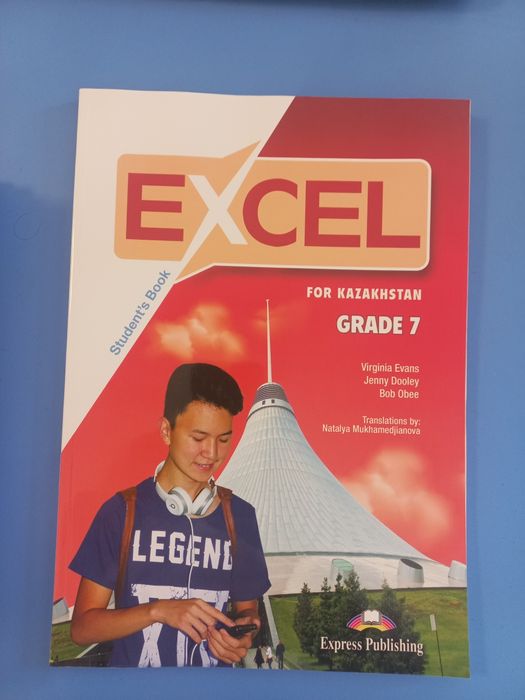 EXCEL
Student's Book
FOR KAZAKHSTAN
GRADE 7
Virginia Evans
Jenny Dooley
Bob Obee
Translations by:
Natalya Mukhamedjianova
LEGEND
Express Publishing